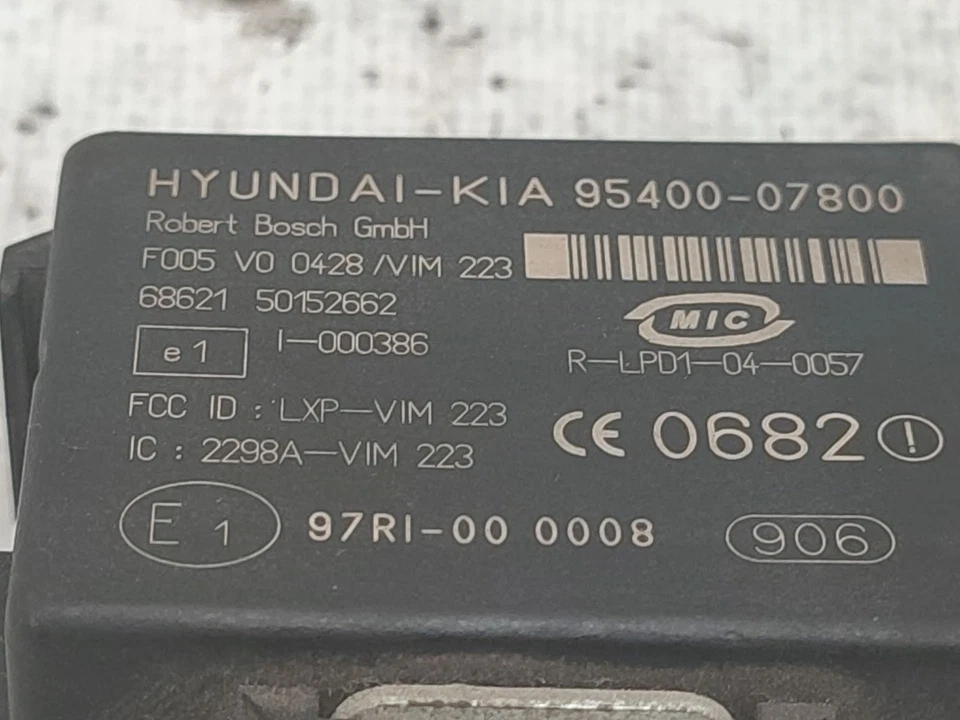 HYUNDAI-KIA 95400-07800
Robert Bosch GmbH
F005 V0 0428 /VIM 223
68621 50152662
MIC
e1 I-000386
R-LPD1-04-0057
FCC ID : LXP-VIM 223
CE 0682 !
IC : 2298A-VIM 223
E 1 97RI-00 0008 906